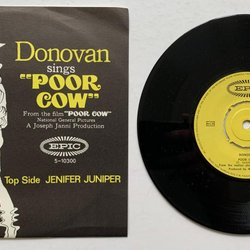 Donovan
sings
"POOR
COW"
From the film "POOR COW"
National General Pictures
A Joseph Janni Production
EPIC
5-10300
Top Side JENIFER JUNIPER
EPIC
POOR